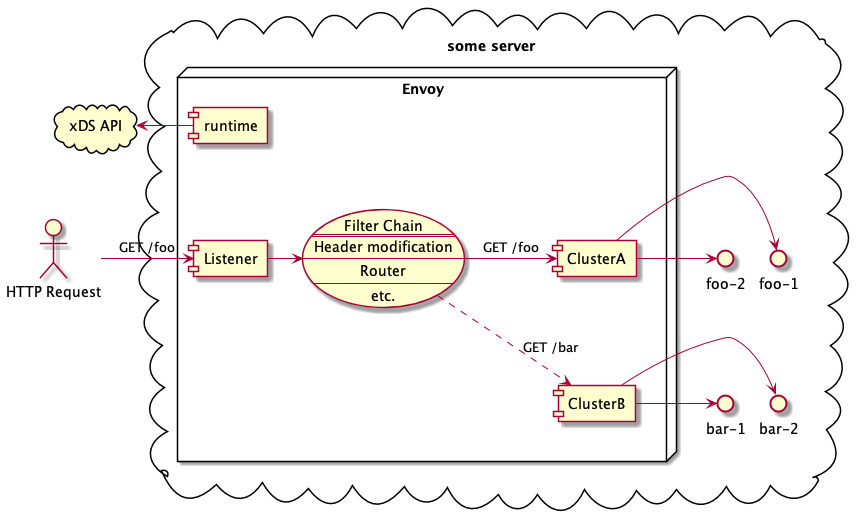 some server
Envoy
xDS API
runtime
HTTP Request
GET /foo
Listener
Filter Chain
Header modification
Router
etc.
GET /foo
ClusterA
foo-2
foo-1
GET /bar
ClusterB
bar-1
bar-2